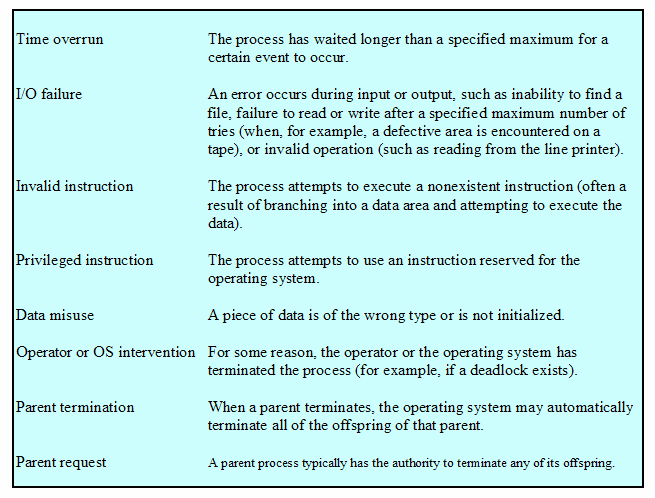 Time overrun The process has waited longer than a specified maximum for a
certain event to occur.
I/O failure An error occurs during input or output, such as inability to find a
file, failure to read or write after a specified maximum number of
tries (when, for example, a defective area is encountered on a
tape), or invalid operation (such as reading from the line printer).
Invalid instruction The process attempts to execute a nonexistent instruction (often a
result of branching into a data area and attempting to execute the
data).
Privileged instruction The process attempts to use an instruction reserved for the
operating system.
Data misuse A piece of data is of the wrong type or is not initialized.
Operator or OS intervention For some reason, the operator or the operating system has
terminated the process (for example, if a deadlock exists).
Parent termination When a parent terminates, the operating system may automatically
terminate all of the offspring of that parent.
Parent request A parent process typically has the authority to terminate any of its offspring.